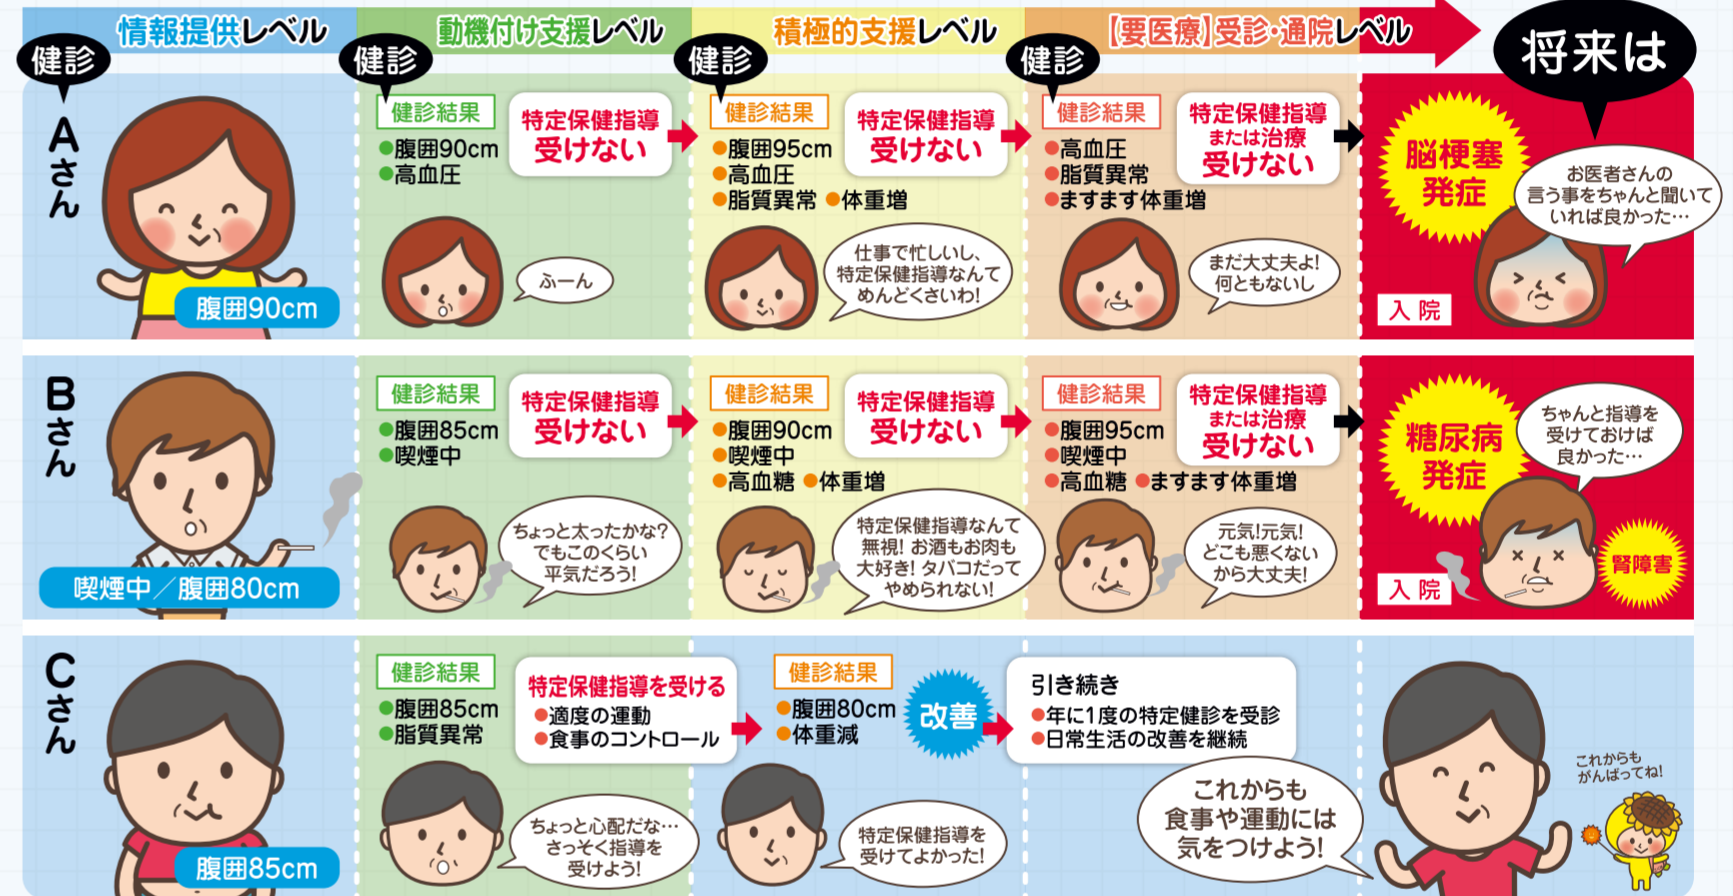 情報提供レベル
動機付け支援レベル
積極的支援レベル
【要医療】受診・通院レベル
将来は
健診
健診
健診
健診
Aさん
腹囲90cm
健診結果
●腹囲90cm
●高血圧
特定保健指導
受けない
ふーん
健診結果
●腹囲95cm
●高血圧
●脂質異常 ●体重増
特定保健指導
受けない
仕事で忙しいし、
特定保健指導なんて
めんどくさいわ!
健診結果
●高血圧
●脂質異常
●ますます体重増
特定保健指導
または治療
受けない
まだ大丈夫よ!
何ともないし
脳梗塞
発症
お医者さんの
言う事をちゃんと聞いて
いれば良かった…
入院
Bさん
喫煙中／腹囲80cm
健診結果
●腹囲85cm
●喫煙中
特定保健指導
受けない
ちょっと太ったかな?
でもこのくらい
平気だろう!
健診結果
●腹囲90cm
●喫煙中
●高血糖 ●体重増
特定保健指導
受けない
特定保健指導なんて
無視! お酒もお肉も
大好き! タバコだって
やめられない!
健診結果
●腹囲95cm
●喫煙中
●高血糖 ●ますます体重増
特定保健指導
または治療
受けない
元気!元気!
どこも悪くない
から大丈夫!
糖尿病
発症
ちゃんと指導を
受けておけば
良かった…
腎障害
入院
Cさん
腹囲85cm
健診結果
●腹囲85cm
●脂質異常
特定保健指導を受ける
●適度の運動
●食事のコントロール
ちょっと心配だな…
さっそく指導を
受けよう!
健診結果
●腹囲80cm
●体重減
改善
特定保健指導を
受けてよかった!
引き続き
●年に1度の特定健診を受診
●日常生活の改善を継続
これからも
食事や運動には
気をつけよう!
これからも
がんばってね!